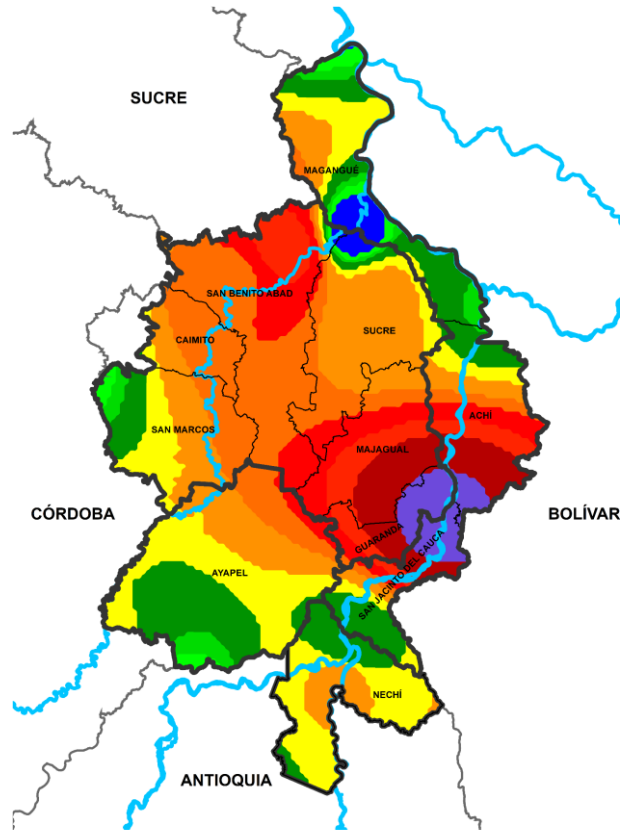 SUCRE
MAGANGUÉ
SAN BENITO ABAD
SUCRE
CAIMITO
ACHÍ
SAN MARCOS
MAJAGUAL
CÓRDOBA
BOLÍVAR
GUARANDA
AYAPEL
SAN JACINTO DEL CAUCA
NECHÍ
ANTIOQUIA